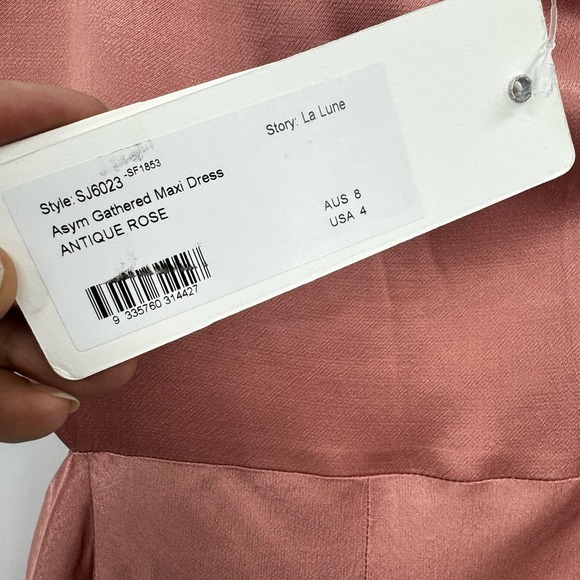 Style: SJ6023 -SF1853
Story: La Lune
Asym Gathered Maxi Dress
ANTIQUE ROSE
AUS 8
USA 4
9 335760 314427